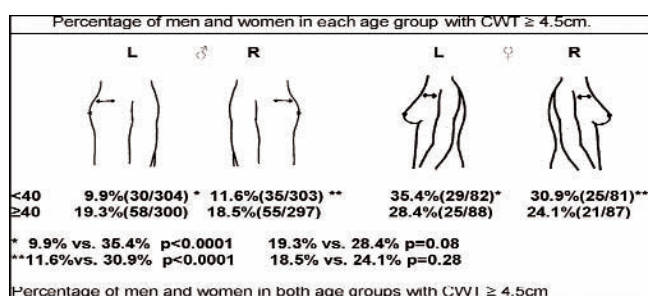 Percentage of men and women in each age group with CWT ≥ 4.5cm.
L ♂ R L ♀ R
<40 9.9%(30/304) * 11.6%(35/303) ** 35.4%(29/82)* 30.9%(25/81)**
≥40 19.3%(58/300) 18.5%(55/297) 28.4%(25/88) 24.1%(21/87)
* 9.9% vs. 35.4% p<0.0001 19.3% vs. 28.4% p=0.08
**11.6%vs. 30.9% p<0.0001 18.5% vs. 24.1% p=0.28
Percentage of men and women in both age groups with CWT ≥ 4.5cm